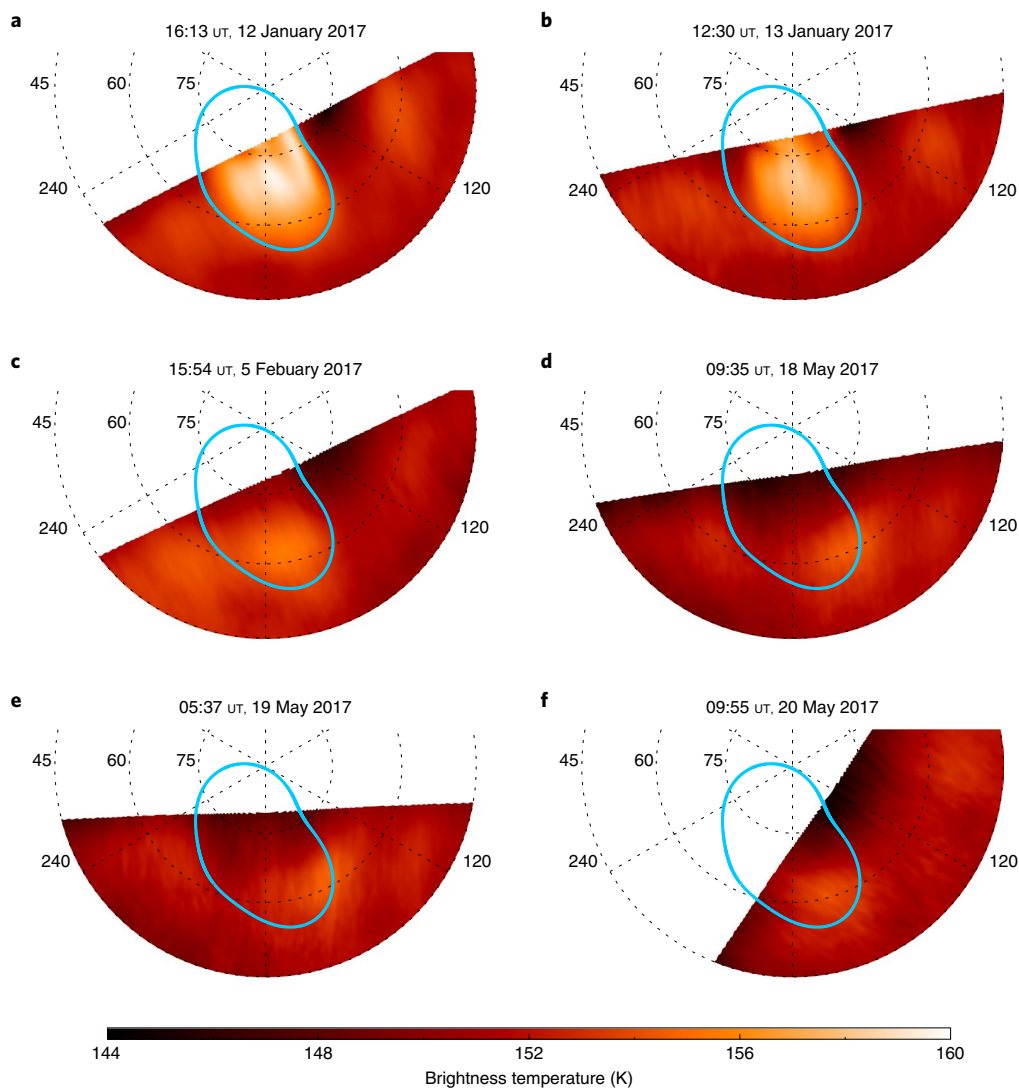 a
16:13 UT, 12 January 2017
45
60
75
240
120
b
12:30 UT, 13 January 2017
45
60
75
240
120
c
15:54 UT, 5 Febuary 2017
45
60
75
240
120
d
09:35 UT, 18 May 2017
45
60
75
240
120
e
05:37 UT, 19 May 2017
45
60
75
240
120
f
09:55 UT, 20 May 2017
45
60
75
240
120
144 148 152 156 160
Brightness temperature (K)